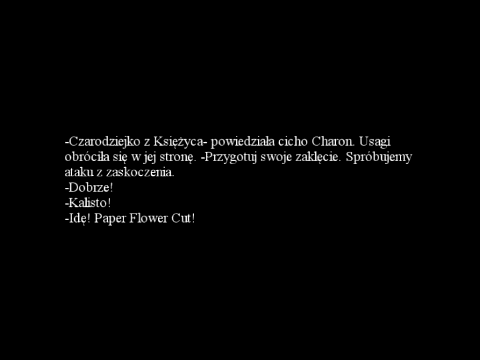 -Czarodziejko z Księżyca- powiedziała cicho Charon. Usagi
obróciła się w jej stronę. -Przygotuj swoje zaklęcie. Spróbujemy
ataku z zaskoczenia.
-Dobrze!
-Kalisto!
-Idę! Paper Flower Cut!